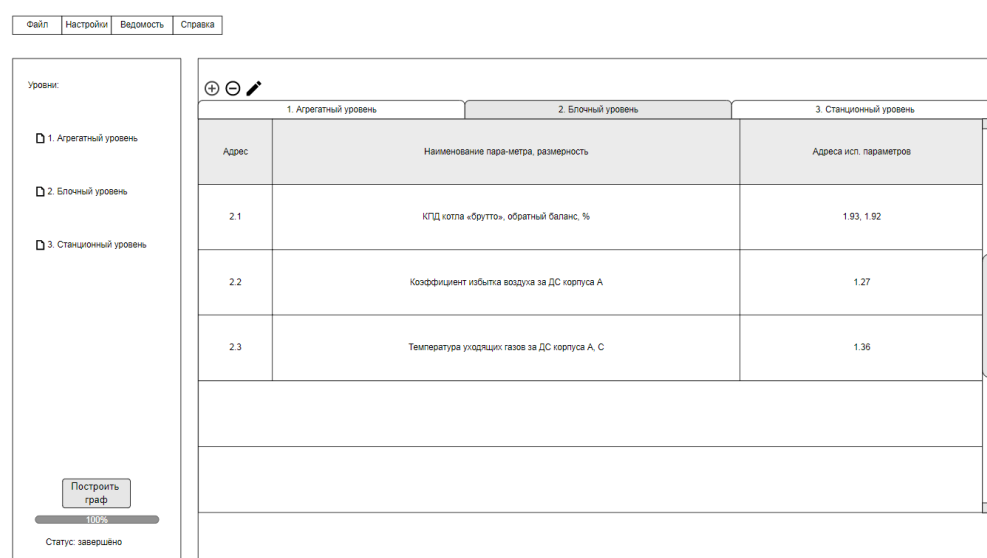 Файл Настройки Ведомость Справка
Уровни:
1. Агрегатный уровень
2. Блочный уровень
3. Станционный уровень
Построить
граф
100%
Статус: завершёно
1. Агрегатный уровень 2. Блочный уровень 3. Станционный уровень
Адрес Наименование пара-метра, размерность Адреса исп. параметров
2.1 КПД котла «брутто», обратный баланс, % 1.93, 1.92
2.2 Коэффициент избытка воздуха за ДС корпуса А 1.27
2.3 Температура уходящих газов за ДС корпуса А, С 1.36